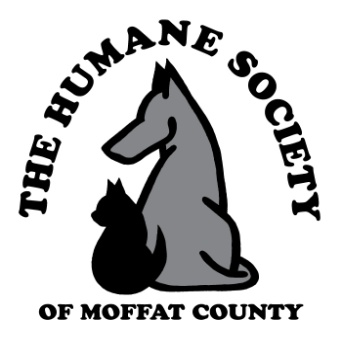 THE HUMANE SOCIETY
OF MOFFAT COUNTY